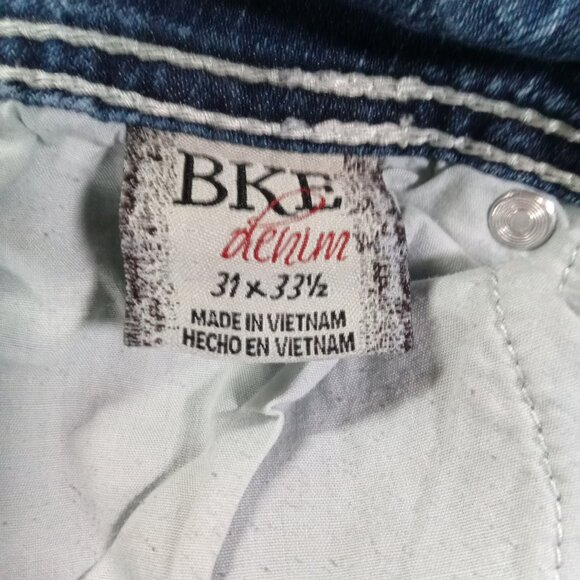 BKE
denim
31 x 33½
MADE IN VIETNAM
HECHO EN VIETNAM